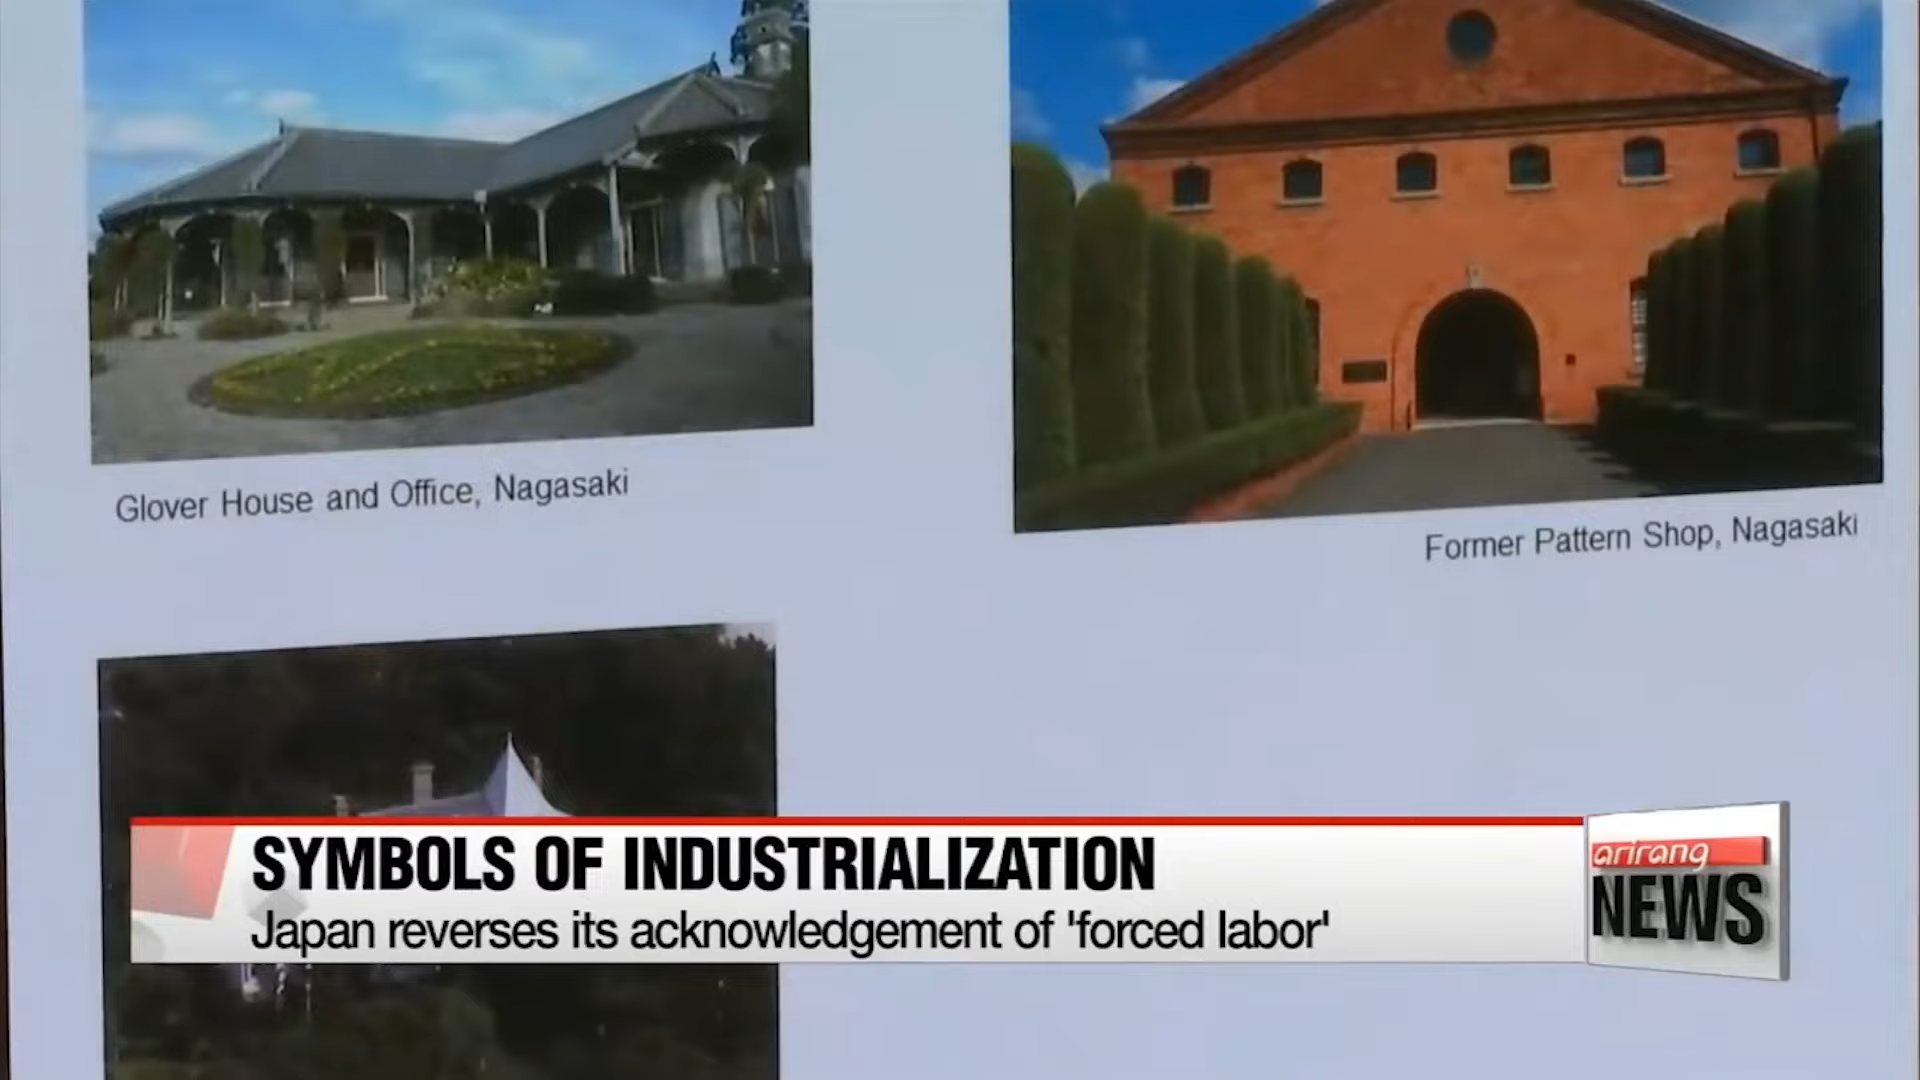 Glover House and Office, Nagasaki
Former Pattern Shop, Nagasaki
SYMBOLS OF INDUSTRIALIZATION
Japan reverses its acknowledgement of 'forced labor'
arirang
NEWS